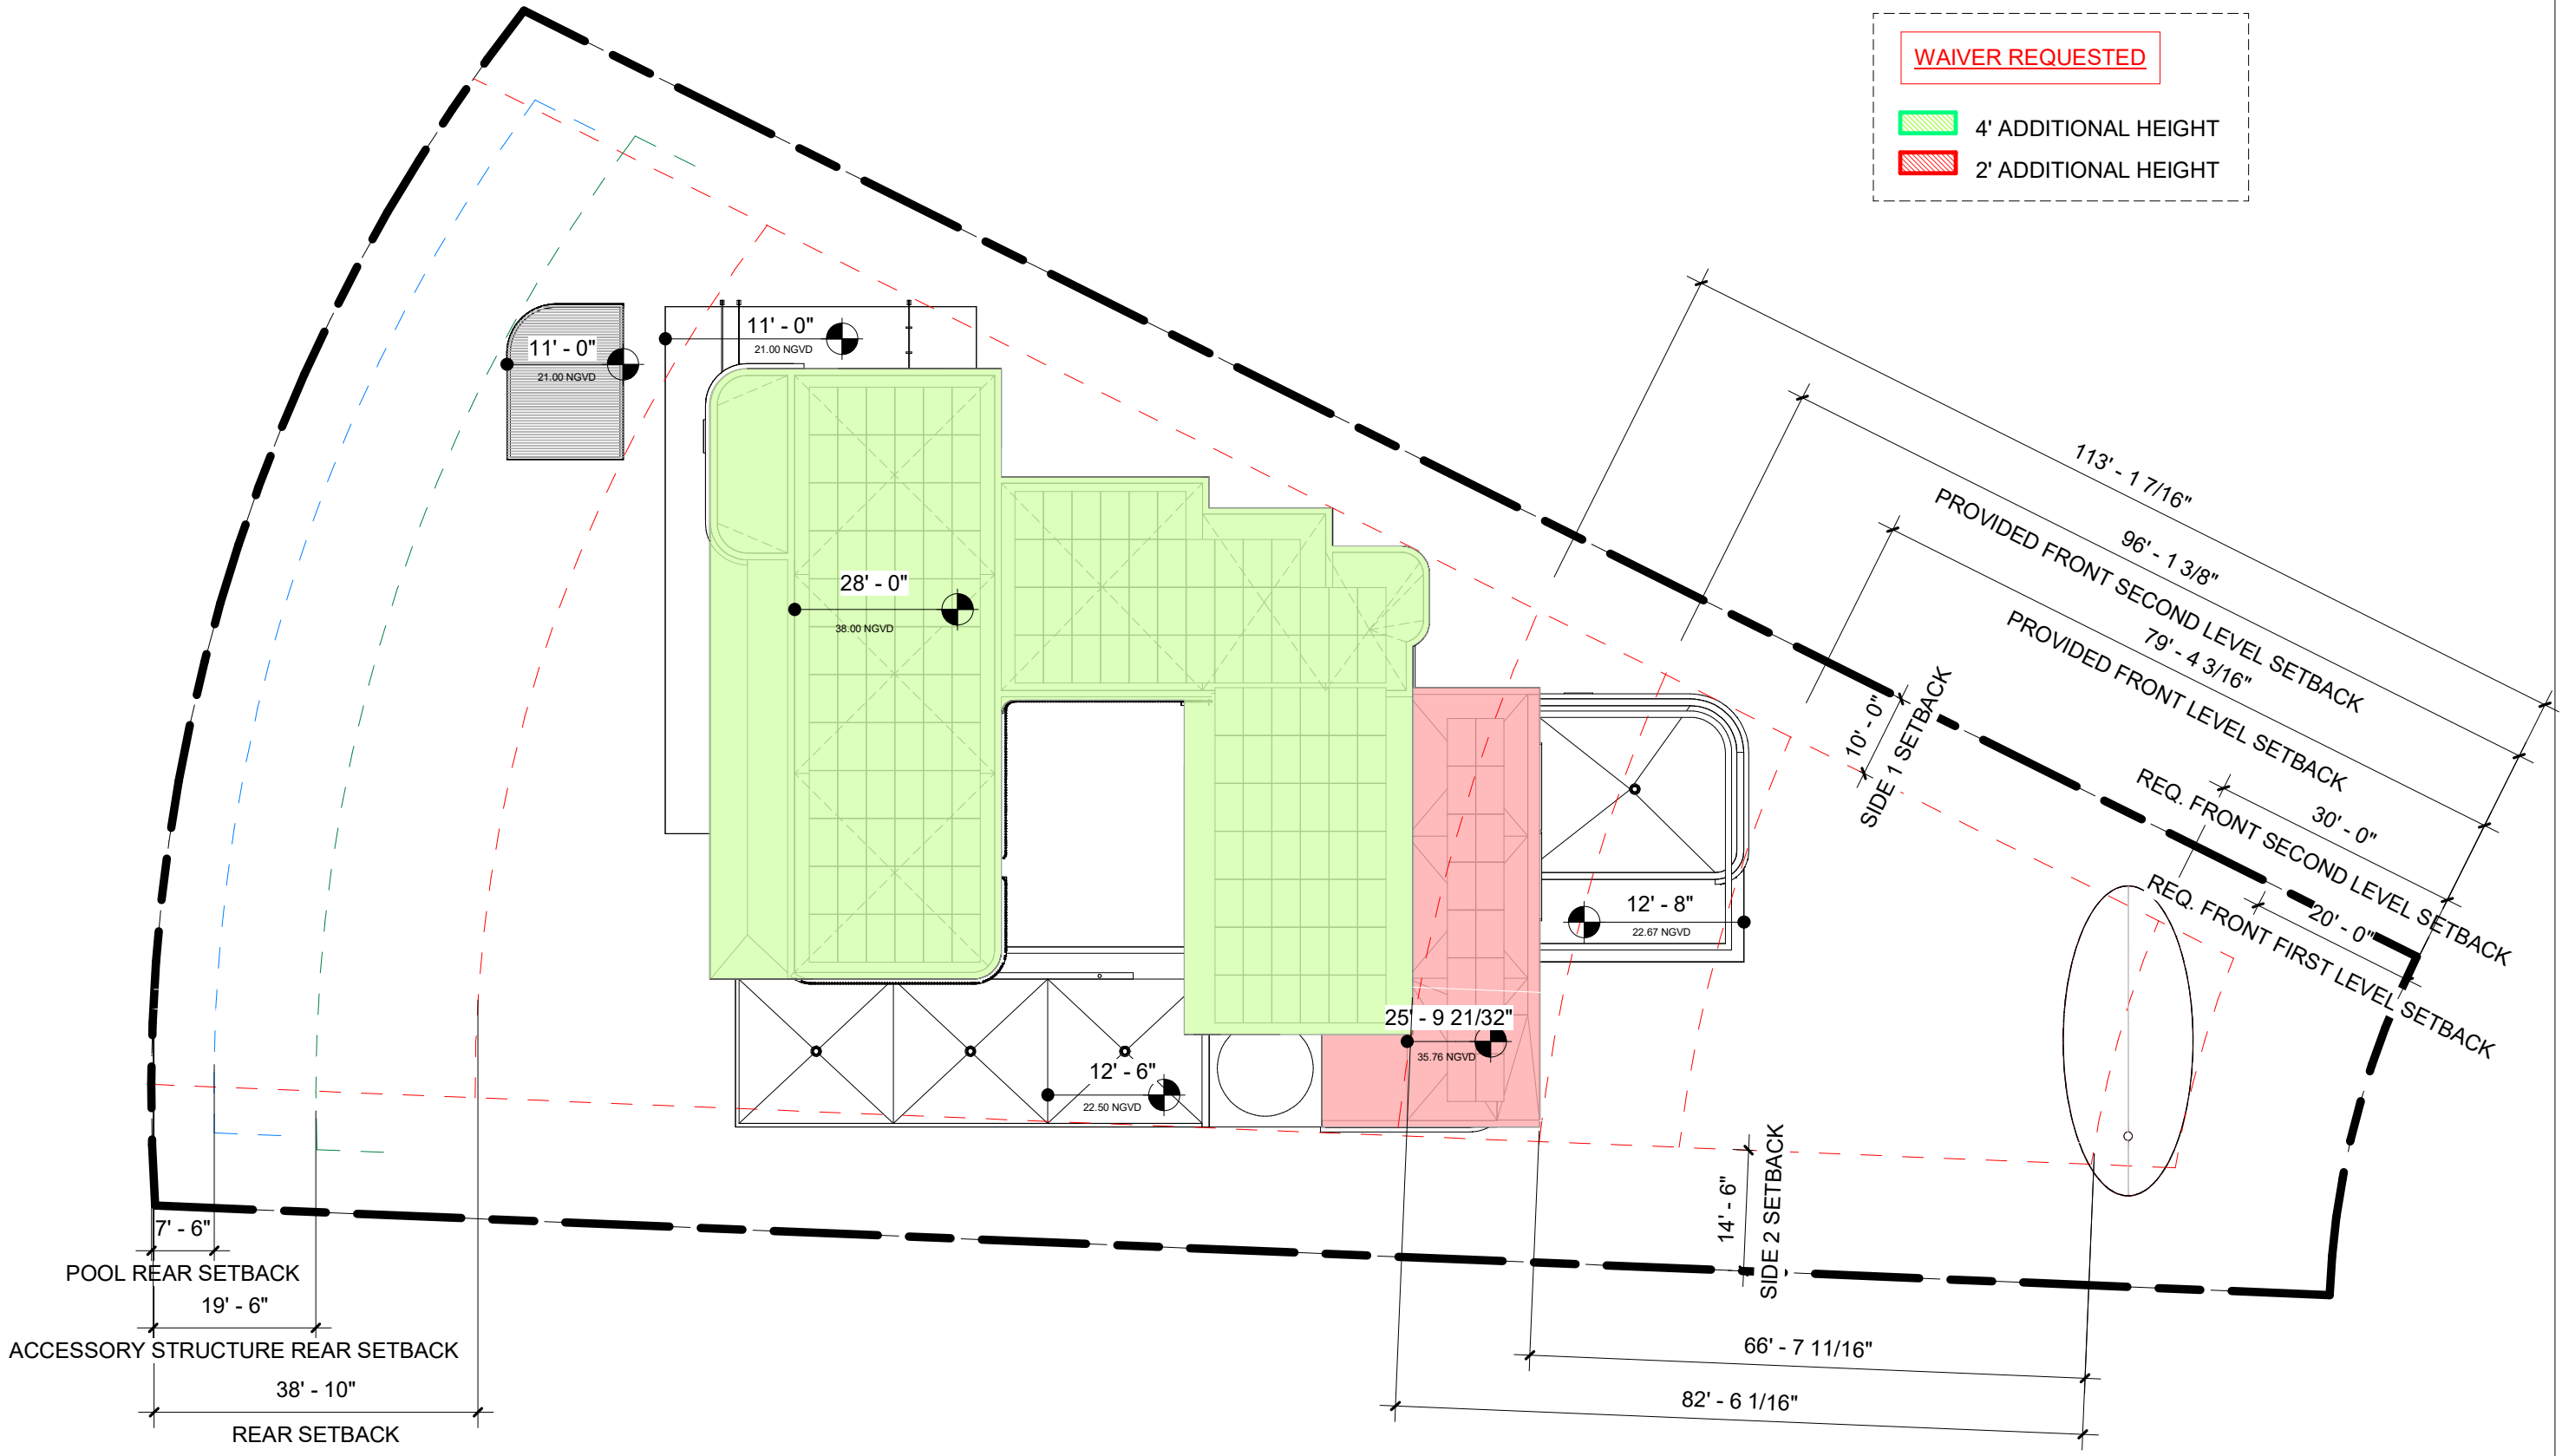 WAIVER REQUESTED
4' ADDITIONAL HEIGHT
2' ADDITIONAL HEIGHT
11' - 0"
21.00 NGVD
11' - 0"
21.00 NGVD
28' - 0"
38.00 NGVD
113' - 1 7/16"
PROVIDED FRONT SECOND LEVEL SETBACK
96' - 1 3/8"
PROVIDED FRONT LEVEL SETBACK
79' - 4 3/16"
10' - 0"
SIDE 1 SETBACK
REQ. FRONT SECOND LEVEL SETBACK
30' - 0"
REQ. FRONT FIRST LEVEL SETBACK
20' - 0"
12' - 8"
22.67 NGVD
25' - 9 21/32"
35.76 NGVD
12' - 6"
22.50 NGVD
14' - 6"
SIDE 2 SETBACK
7' - 6"
POOL REAR SETBACK
19' - 6"
ACCESSORY STRUCTURE REAR SETBACK
38' - 10"
REAR SETBACK
66' - 7 11/16"
82' - 6 1/16"